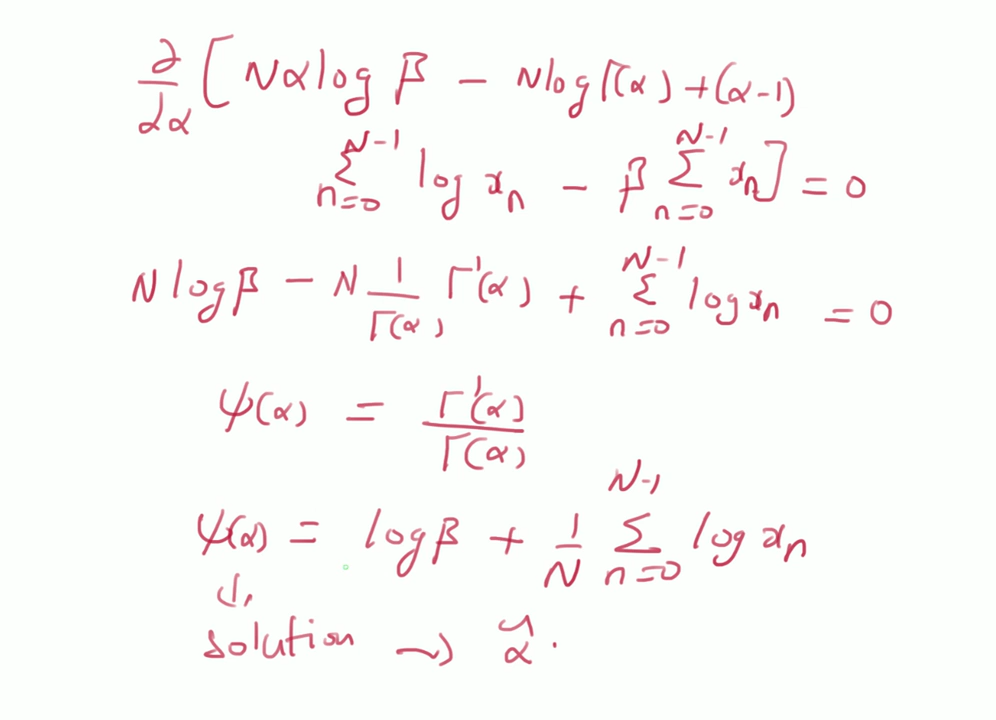 ∂/∂α [ Nα log β − N log Γ(α) + (α−1)
∑_{n=0}^{N−1} log x_n − β ∑_{n=0}^{N−1} x_n ] = 0
N log β − N 1/Γ(α) Γ'(α) + ∑_{n=0}^{N−1} log x_n = 0
ψ(α) = Γ'(α)/Γ(α)
ψ(α) = log β + 1/N ∑_{n=0}^{N−1} log x_n
↓
solution → α̂.